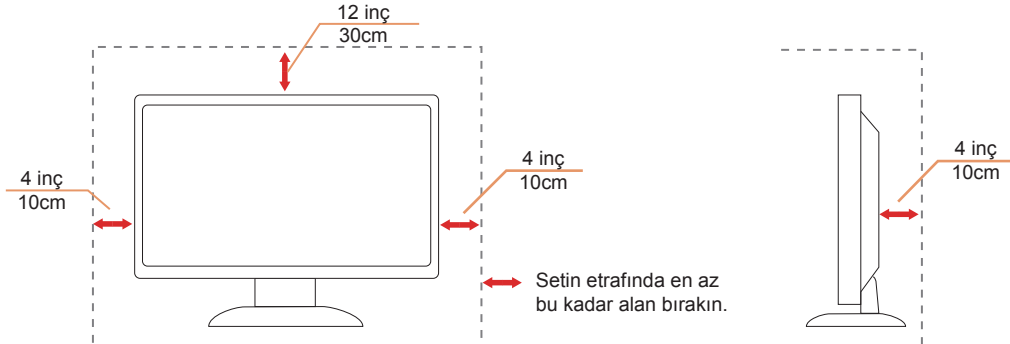 12 inç
30cm
4 inç
10cm
4 inç
10cm
4 inç
10cm
Setin etrafında en az
bu kadar alan bırakın.